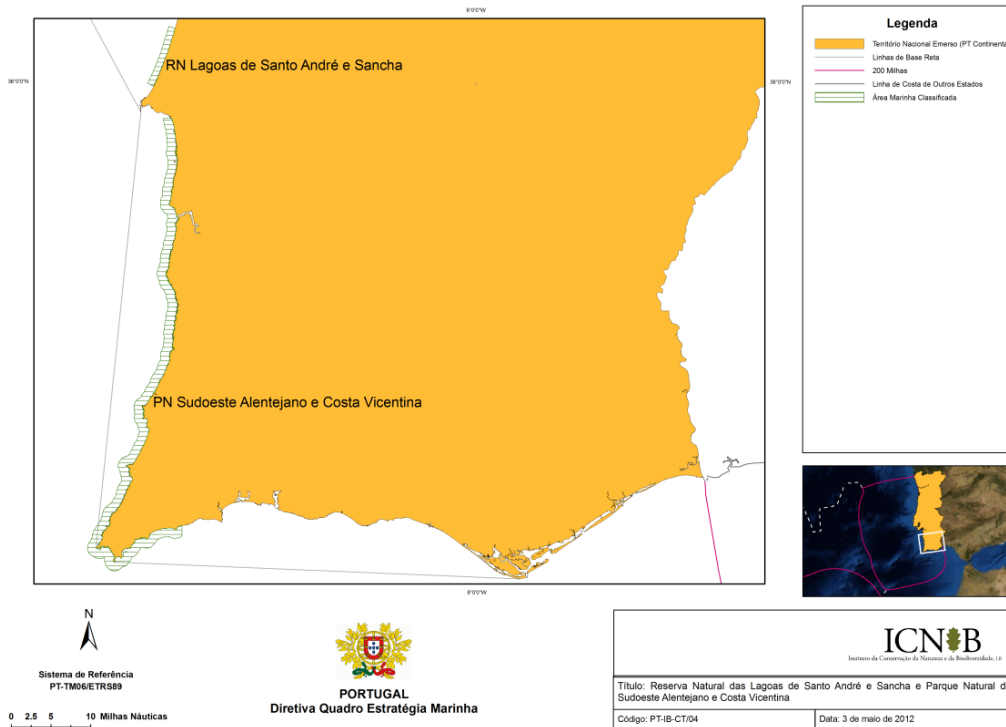 8°0'0"W
Legenda
Território Nacional Emerso (PT Continenta
Linhas de Base Reta
200 Milhas
Linha de Costa de Outros Estados
Área Marinha Classificada
RN Lagoas de Santo André e Sancha
38°0'0"N
38°0'0"N
PN Sudoeste Alentejano e Costa Vicentina
8°0'0"W
N
Sistema de Referência
PT-TM06/ETRS89
0 2.5 5 10 Milhas Náuticas
PORTUGAL
Diretiva Quadro Estratégia Marinha
ICNB
Instituto da Conservação da Natureza e da Biodiversidade, I.P.
Título: Reserva Natural das Lagoas de Santo André e Sancha e Parque Natural d
Sudoeste Alentejano e Costa Vicentina
Código: PT-IB-CT/04
Data: 3 de maio de 2012